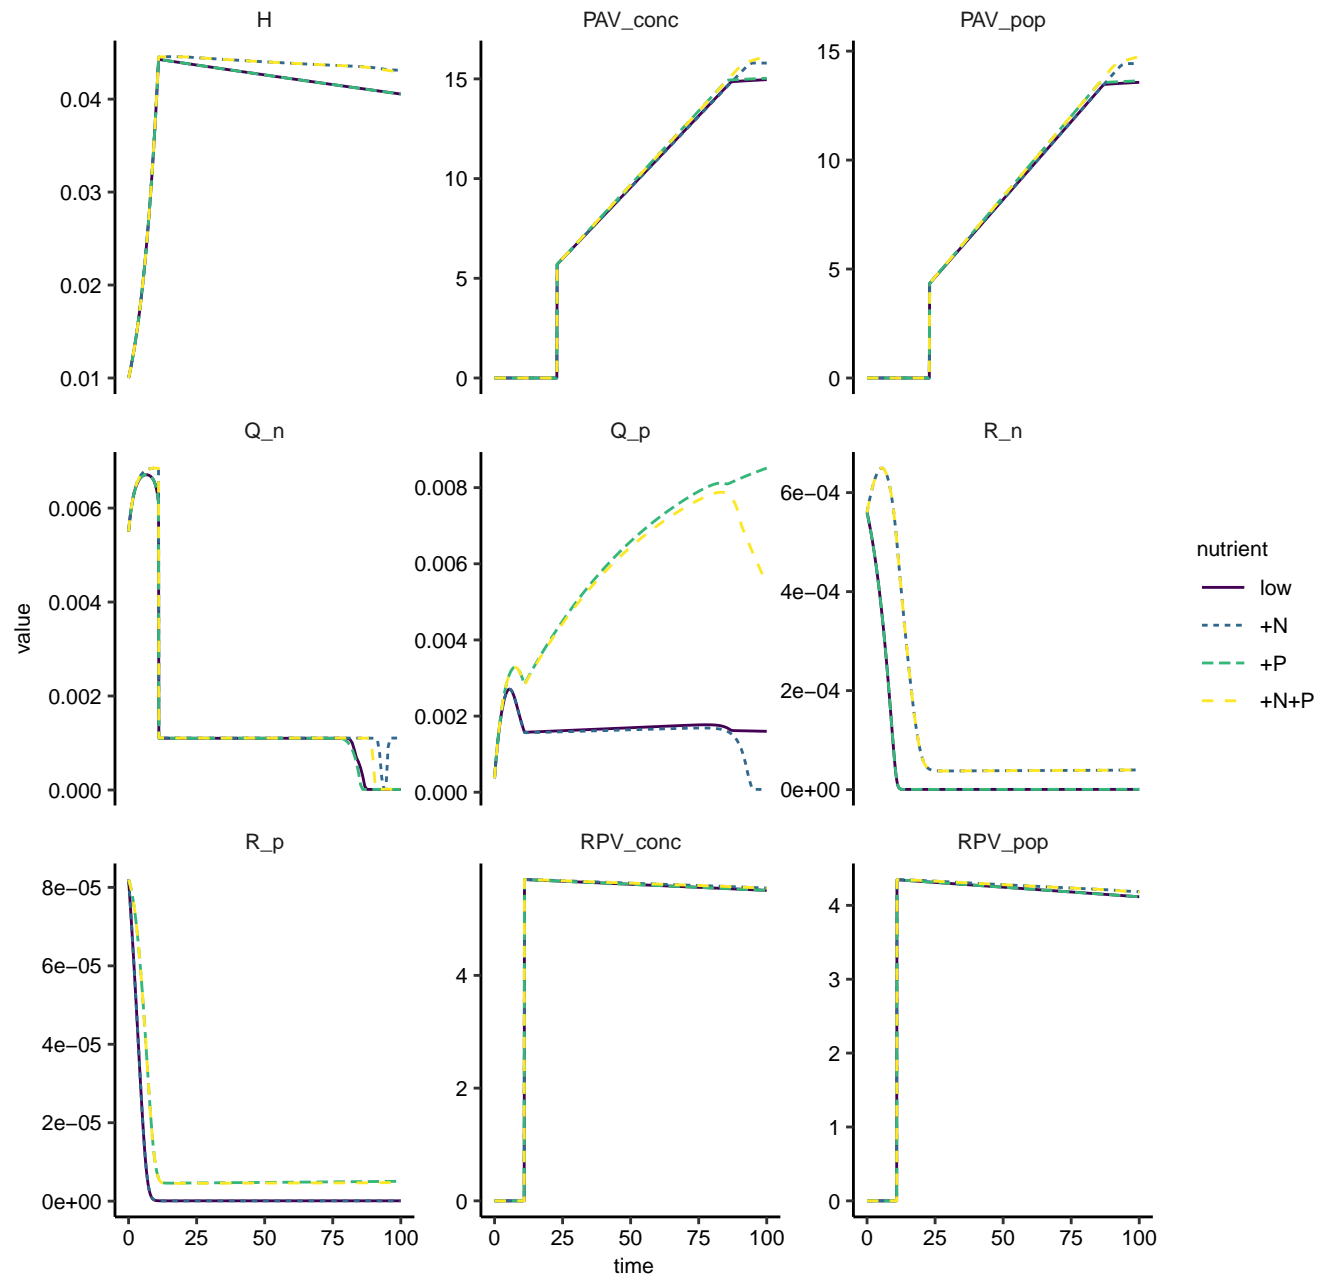 H
PAV_conc
PAV_pop
0.04
0.03
0.02
0.01
15
10
5
0
15
10
5
0
Q_n
Q_p
R_n
0.006
0.004
0.002
0.000
0.008
0.006
0.004
0.002
0.000
6e−04
4e−04
2e−04
0e+00
value
nutrient
low
+N
+P
+N+P
R_p
RPV_conc
RPV_pop
8e−05
6e−05
4e−05
2e−05
0e+00
4
2
0
4
3
2
1
0
0 25 50 75 100
0 25 50 75 100
0 25 50 75 100
time